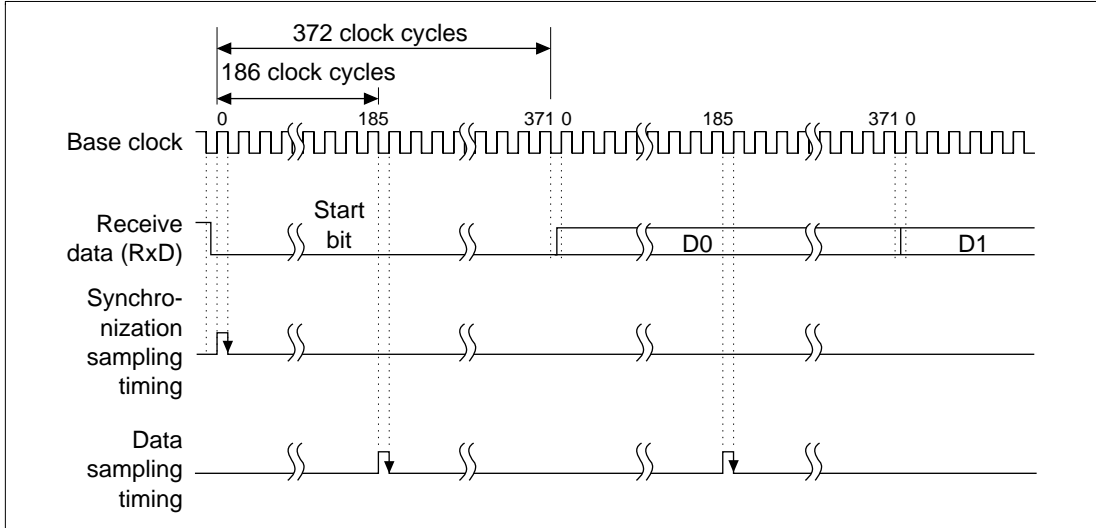 372 clock cycles
186 clock cycles
0 185 371 0 185 371 0
Base clock
Receive
data (RxD)
Start
bit
D0
D1
Synchro-
nization
sampling
timing
Data
sampling
timing